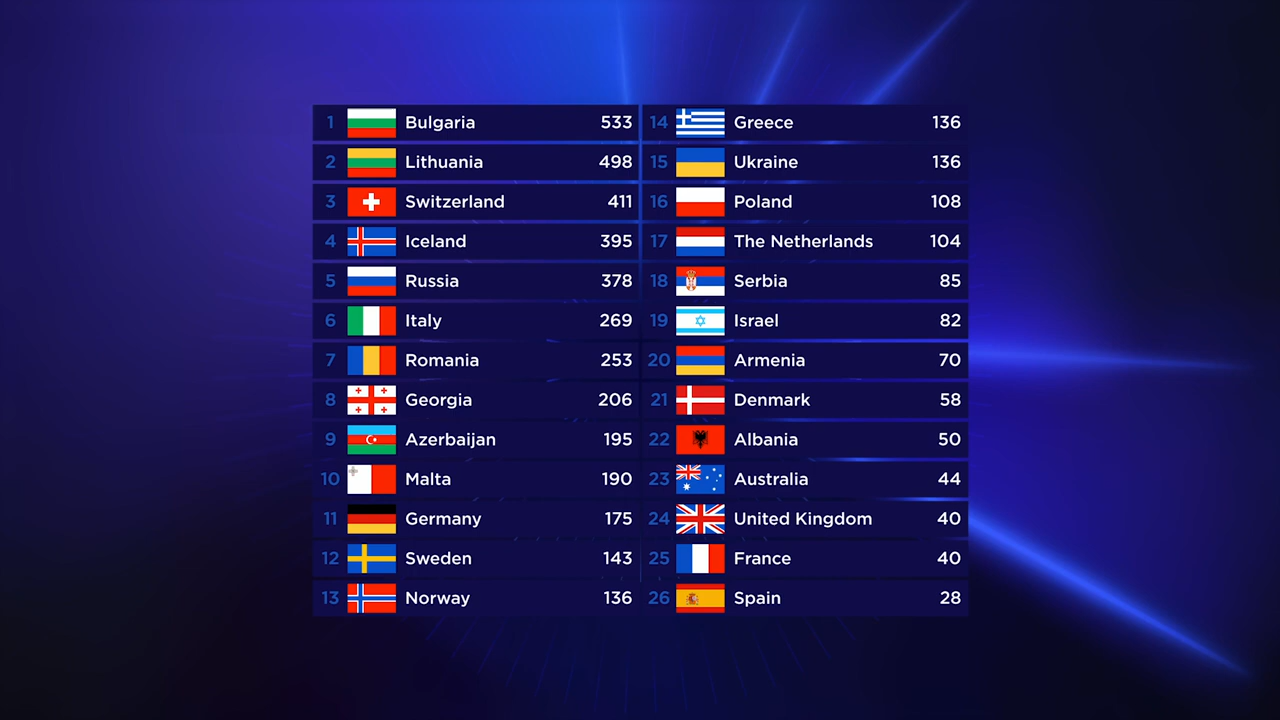 1 Bulgaria 533
2 Lithuania 498
3 Switzerland 411
4 Iceland 395
5 Russia 378
6 Italy 269
7 Romania 253
8 Georgia 206
9 Azerbaijan 195
10 Malta 190
11 Germany 175
12 Sweden 143
13 Norway 136
14 Greece 136
15 Ukraine 136
16 Poland 108
17 The Netherlands 104
18 Serbia 85
19 Israel 82
20 Armenia 70
21 Denmark 58
22 Albania 50
23 Australia 44
24 United Kingdom 40
25 France 40
26 Spain 28